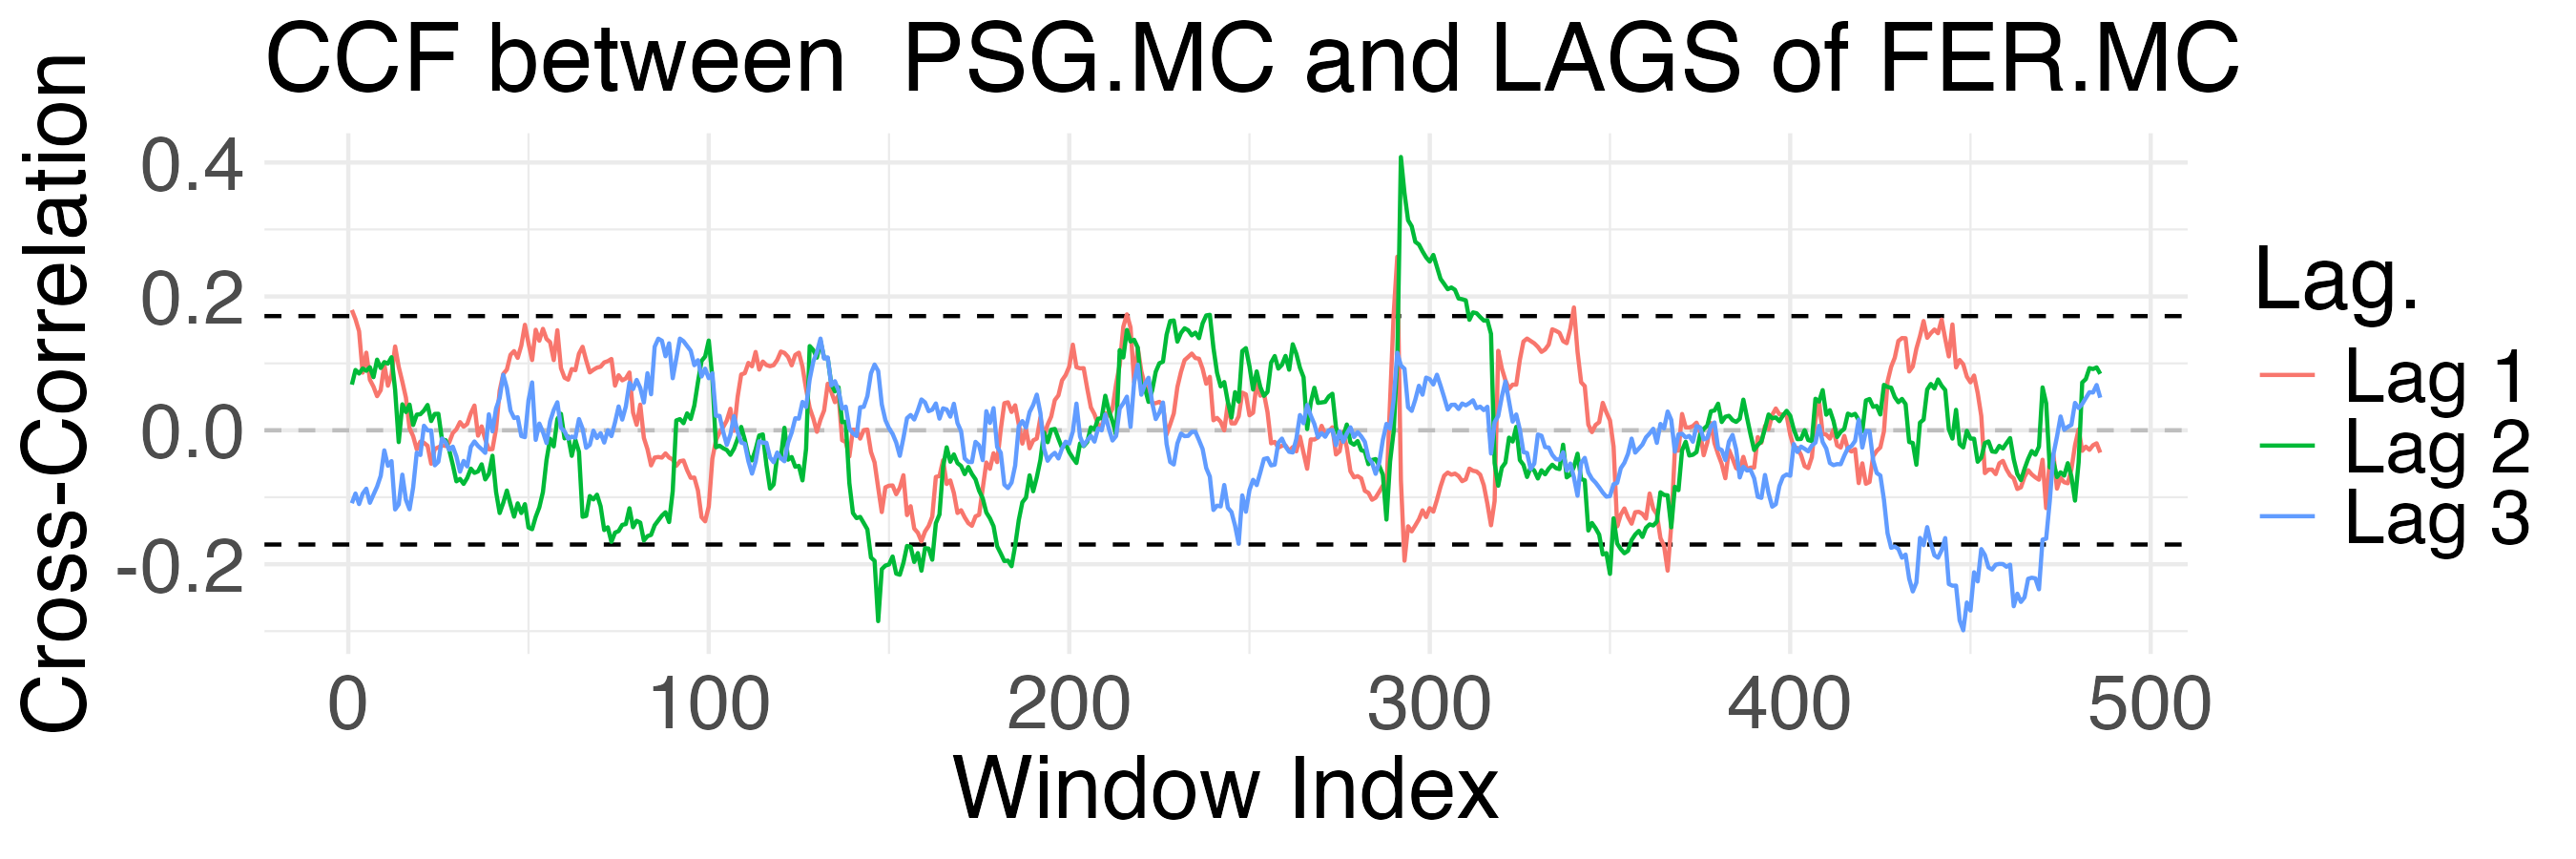 CCF between  PSG.MC and LAGS of FER.MC
Cross-Correlation
0.4
0.2
0.0
-0.2
0 100 200 300 400 500
Window Index
Lag.
Lag 1
Lag 2
Lag 3